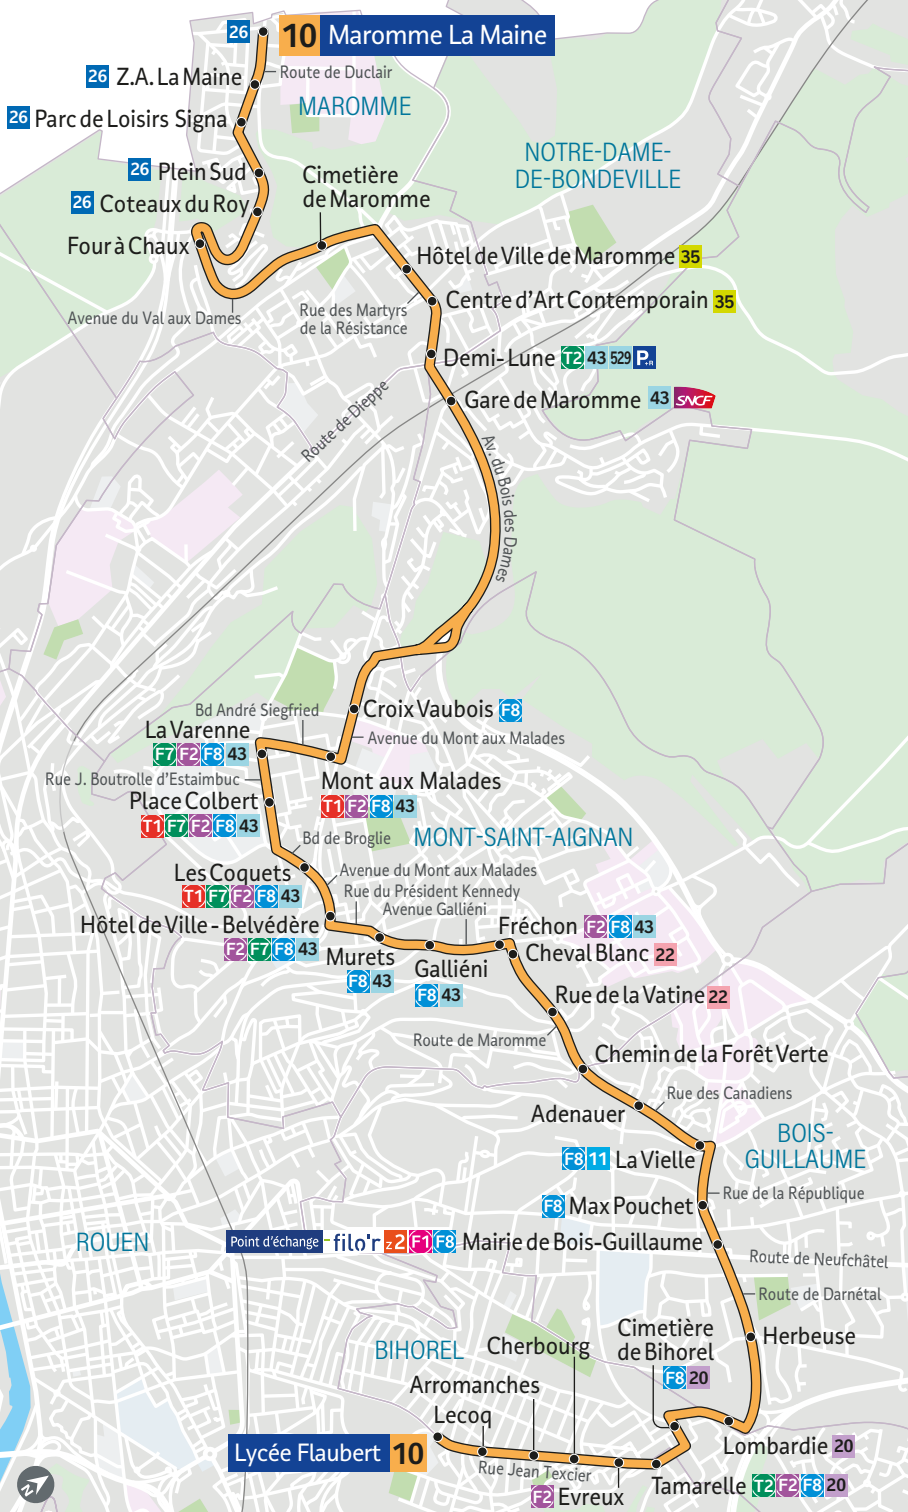 26 10 Maromme La Maine
26 Z.A. La Maine
Route de Duclair
26 Parc de Loisirs Signa
MAROMME
26 Plein Sud
NOTRE-DAME-
DE-BONDEVILLE
26 Coteaux du Roy
Cimetière
de Maromme
Four à Chaux
Hôtel de Ville de Maromme 35
Centre d'Art Contemporain 35
Avenue du Val aux Dames
Rue des Martyrs
de la Résistance
Demi-Lune T2 43 529 P+R
Gare de Maromme 43 SNCF
Route de Dieppe
Av. du Bois des Dames
Croix Vaubois F8
Bd André Siegfried
La Varenne
F7 F2 F8 43
Avenue du Mont aux Malades
Rue J. Boutrolle d'Estaimbuc
Mont aux Malades
T1 F2 F8 43
Place Colbert
T1 F7 F2 F8 43
Bd de Broglie
MONT-SAINT-AIGNAN
Les Coquets
T1 F7 F2 F8 43
Avenue du Mont aux Malades
Rue du Président Kennedy
Avenue Galliéni
Hôtel de Ville - Belvédère
F2 F7 F8 43
Fréchon F2 F8 43
Cheval Blanc 22
Murets
F8 43
Galliéni
F8 43
Rue de la Vatine 22
Route de Maromme
Chemin de la Forêt Verte
Rue des Canadiens
Adenauer
BOIS-
GUILLAUME
F8 11 La Vielle
Rue de la République
F8 Max Pouchet
ROUEN
Point d'échange filo'r z2 F1 F8 Mairie de Bois-Guillaume
Route de Neufchâtel
Route de Darnétal
Herbeuse
Cimetière
de Bihorel
F8 20
BIHOREL
Cherbourg
Arromanches
Lecoq
Lycée Flaubert 10
Lombardie 20
Rue Jean Texcier
Tamarelle T2 F2 F8 20
F2 Evreux